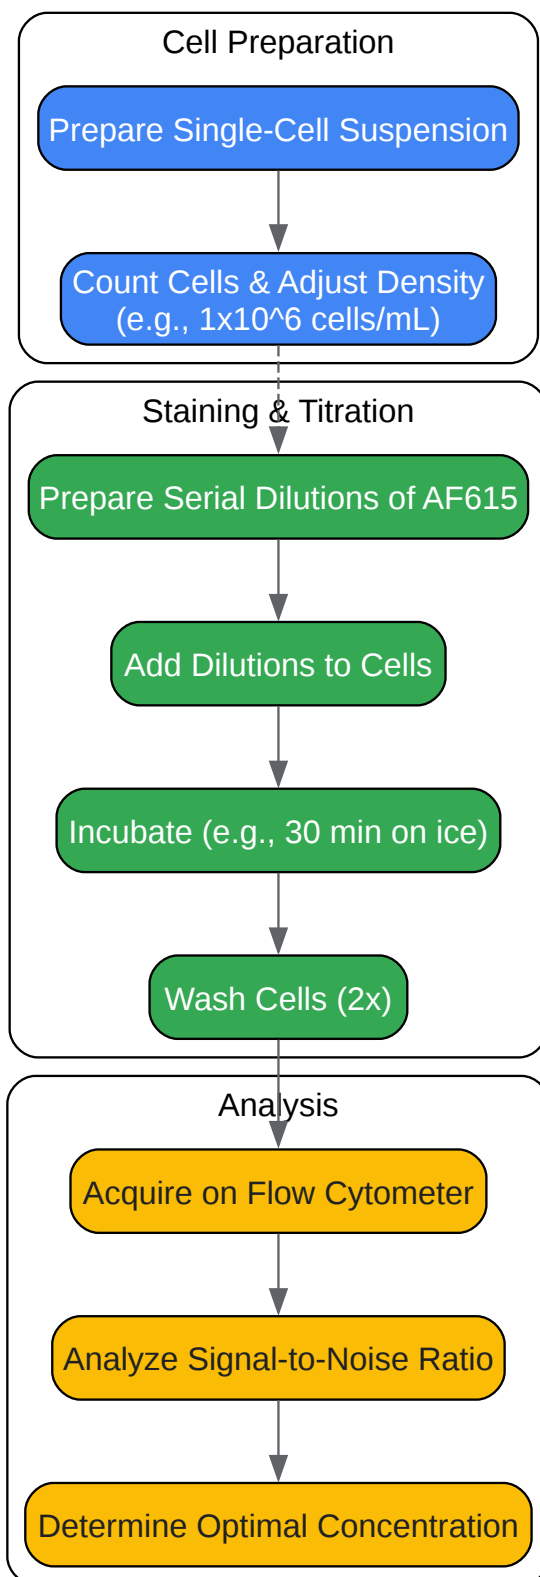 Cell Preparation
Prepare Single-Cell Suspension
Count Cells & Adjust Density
(e.g., 1x10^6 cells/mL)
Staining & Titration
Prepare Serial Dilutions of AF615
Add Dilutions to Cells
Incubate (e.g., 30 min on ice)
Wash Cells (2x)
Analysis
Acquire on Flow Cytometer
Analyze Signal-to-Noise Ratio
Determine Optimal Concentration